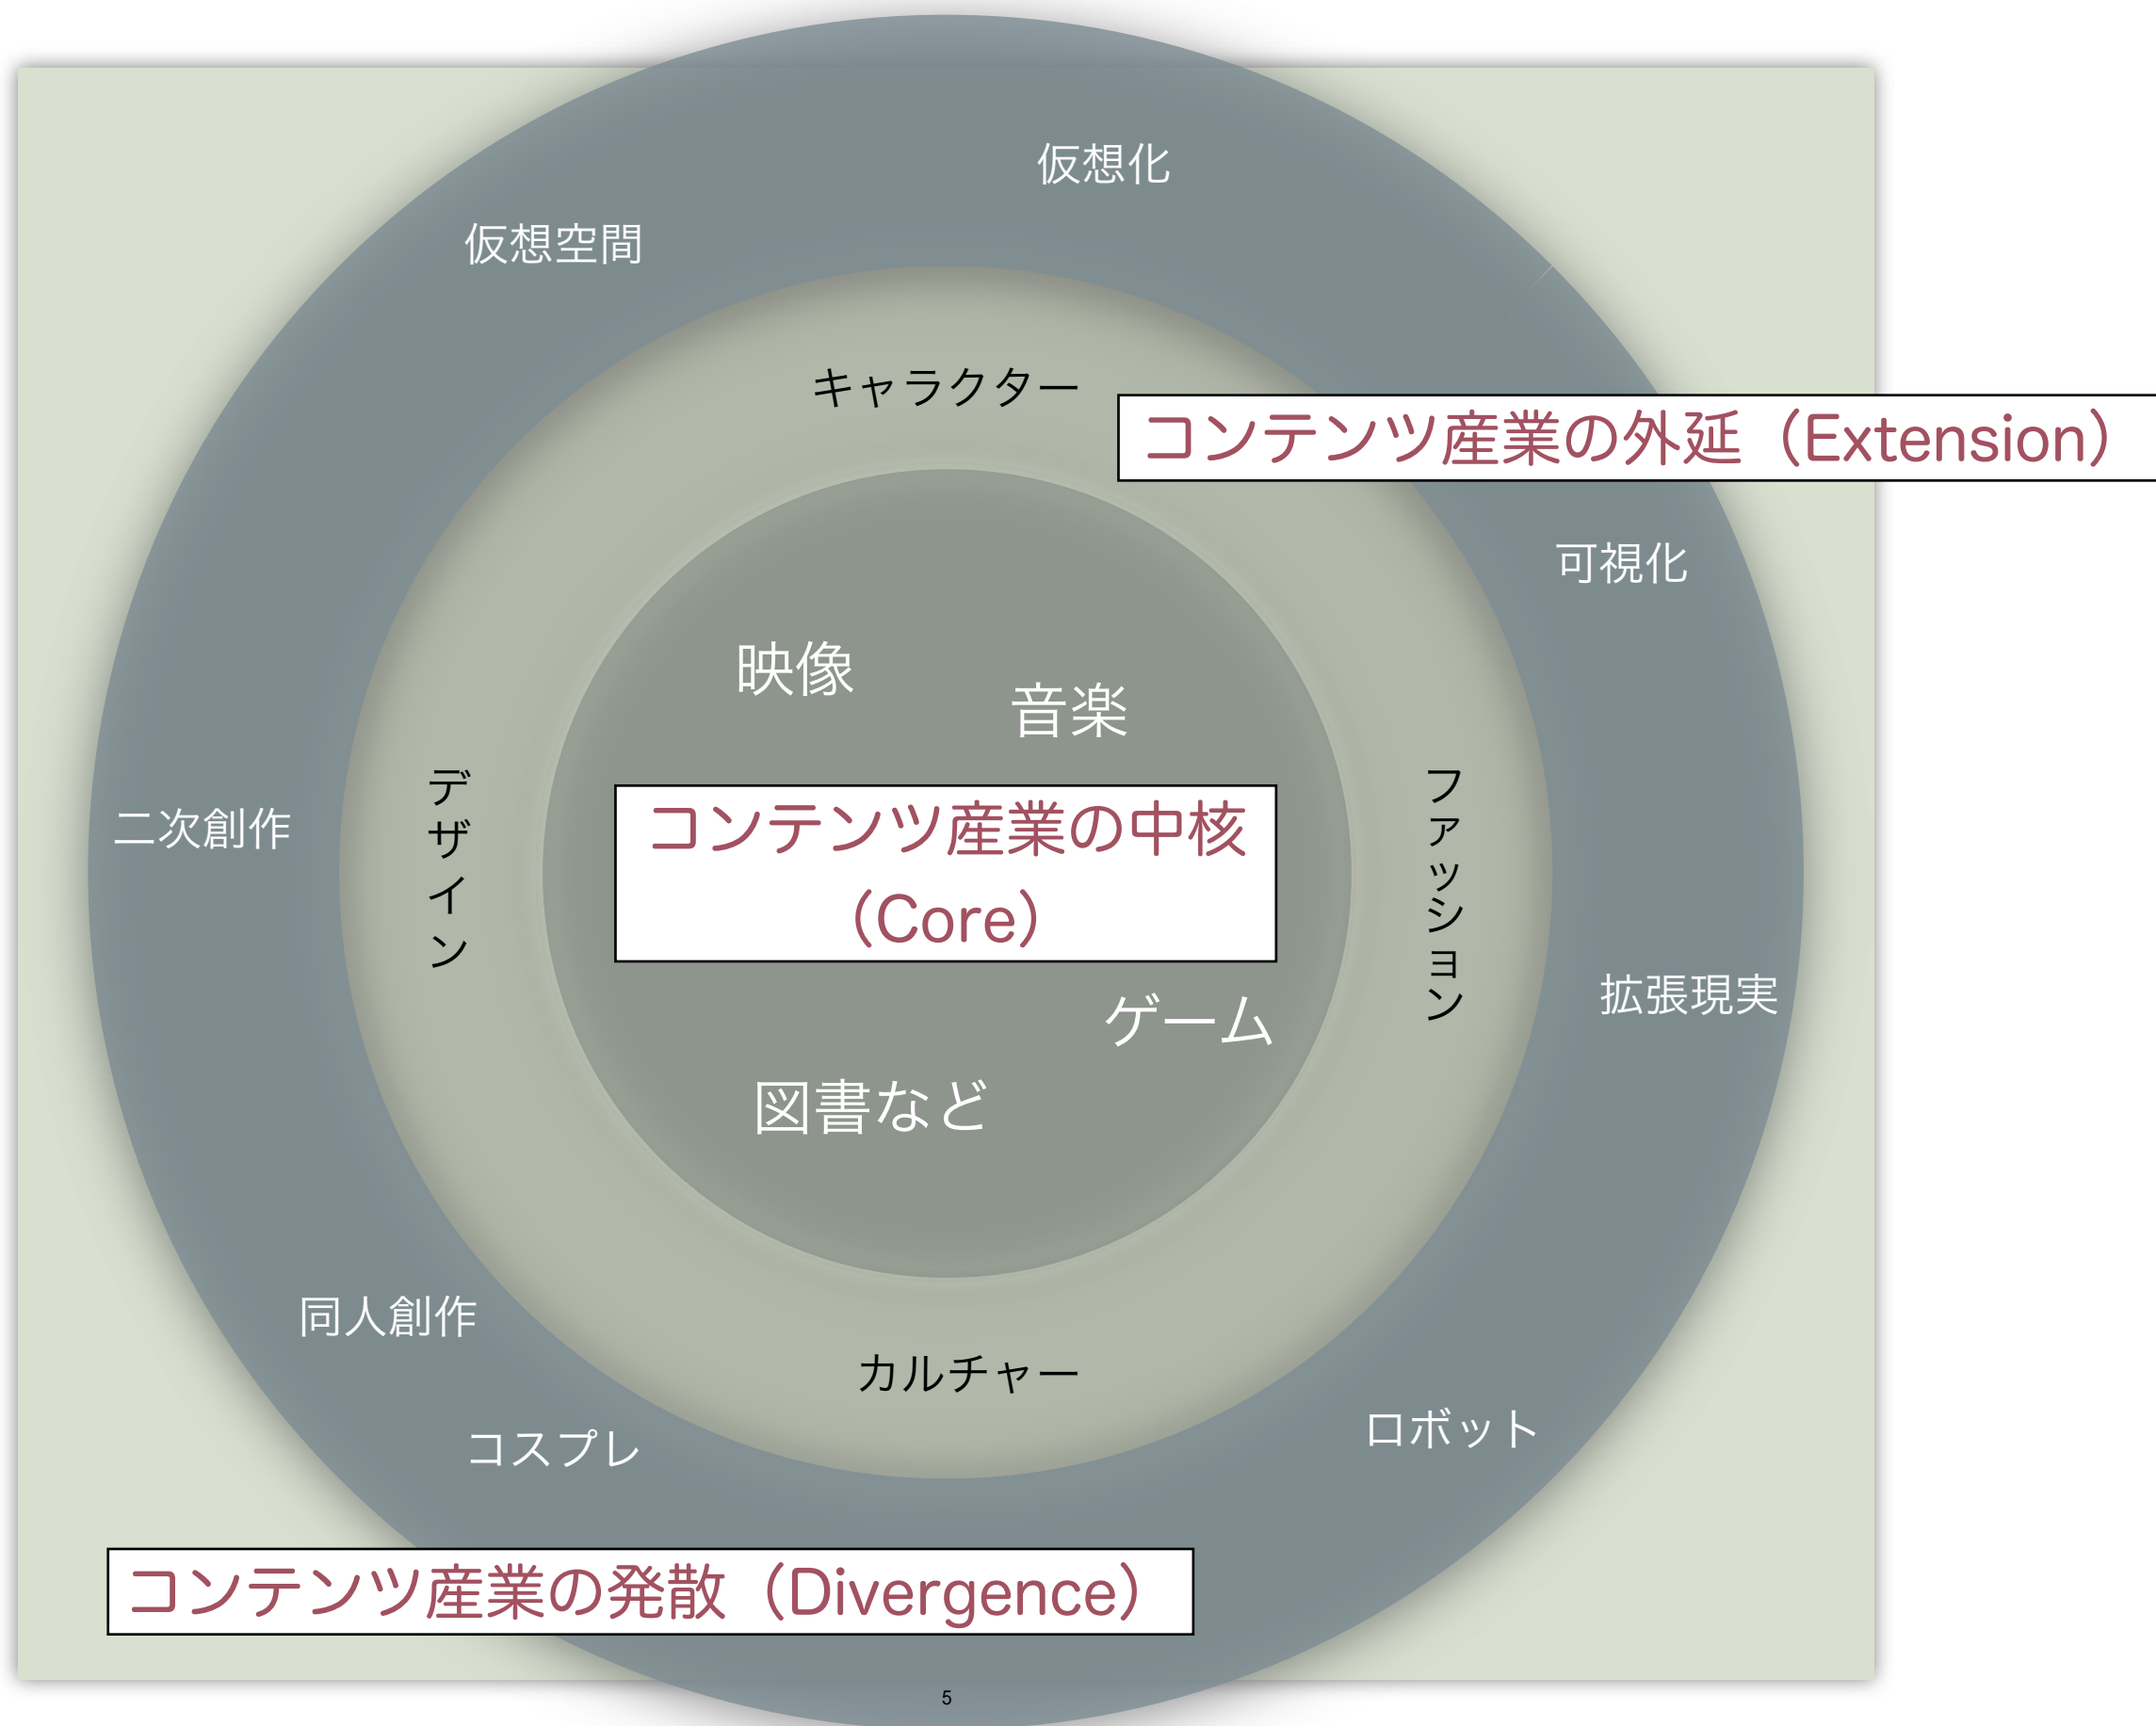 仮想化
仮想空間
キャラクター
コンテンツ産業の外延（Extension）
可視化
映像
音楽
デザイン
ファッション
二次創作
コンテンツ産業の中核
（Core）
拡張現実
ゲーム
図書など
同人創作
カルチャー
コスプレ
ロボット
コンテンツ産業の発散（Divergence）
5